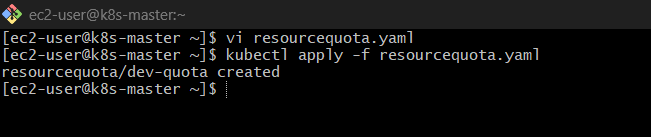 ec2-user@k8s-master:~
[ec2-user@k8s-master ~]$ vi resourcequota.yaml
[ec2-user@k8s-master ~]$ kubectl apply -f resourcequota.yaml
resourcequota/dev-quota created
[ec2-user@k8s-master ~]$